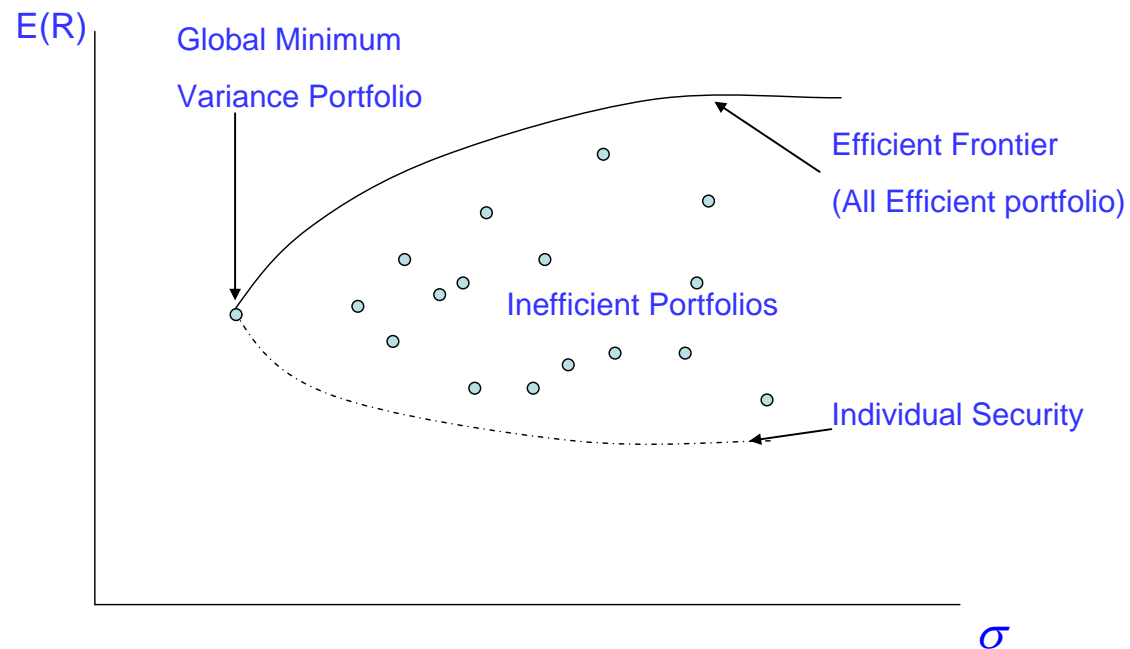 E(R)
Global Minimum
Variance Portfolio
Efficient Frontier
(All Efficient portfolio)
Inefficient Portfolios
Individual Security
σ